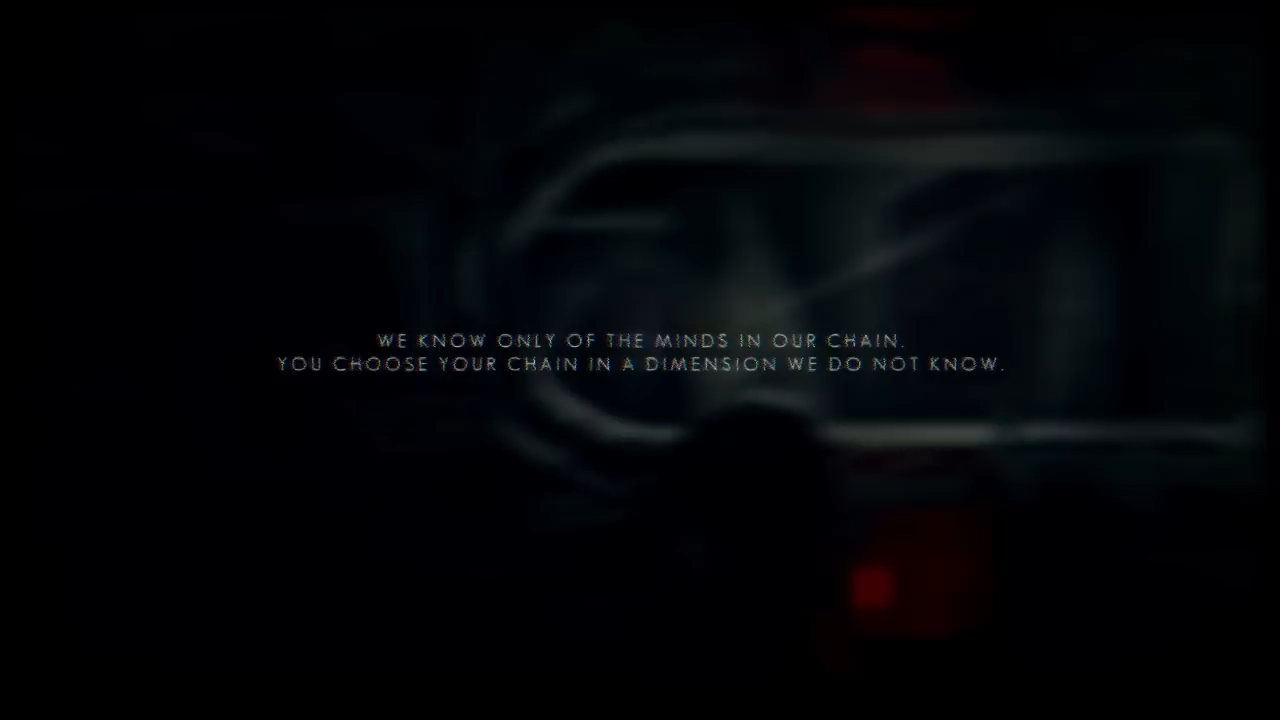 WE KNOW ONLY OF THE MINDS IN OUR CHAIN.
YOU CHOOSE YOUR CHAIN IN A DIMENSION WE DO NOT KNOW.